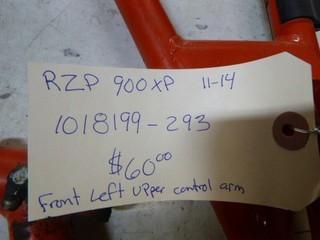 RZP 900XP 11-14
1018199-293
$60.00
Front Left Upper control arm